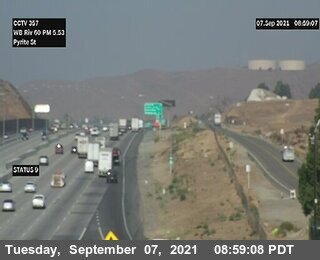 CCTV 357
WB Riv 60 PM 5.53
Pyrite St
07.Sep 2021 08:59:07
STATUS 9
Tuesday, September 07, 2021 08:59:08 PDT